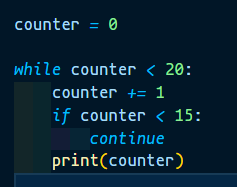 counter = 0

while counter < 20:
    counter += 1
    if counter < 15:
        continue
    print(counter)